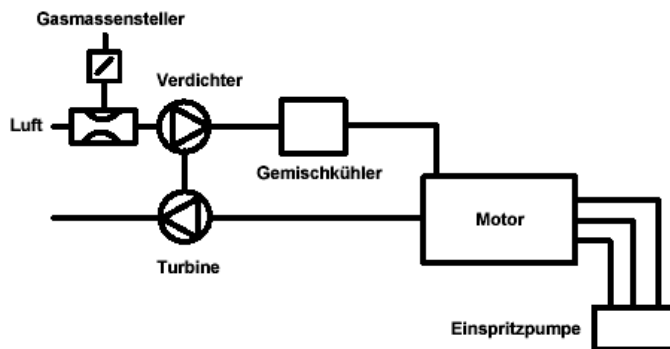 Gasmassensteller
Verdichter
Luft
Gemischkühler
Motor
Turbine
Einspritzpumpe